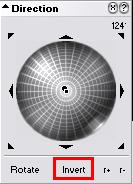 Direction
124°
Rotate Invert r+ r-